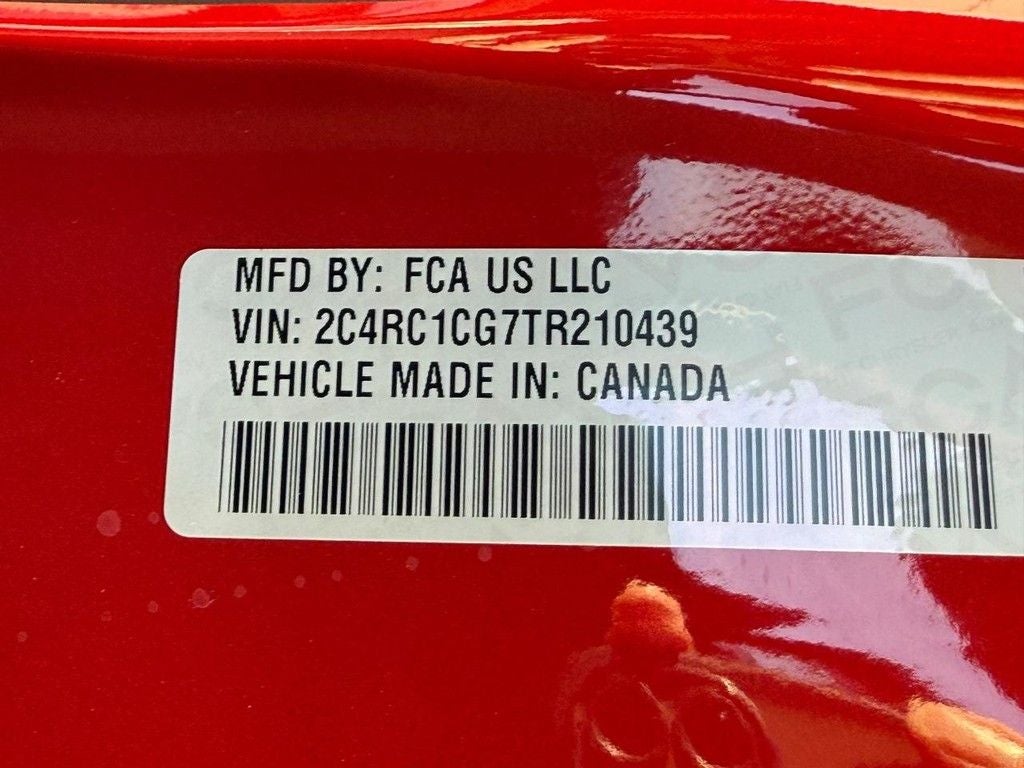 MFD BY: FCA US LLC
VIN: 2C4RC1CG7TR210439
VEHICLE MADE IN: CANADA